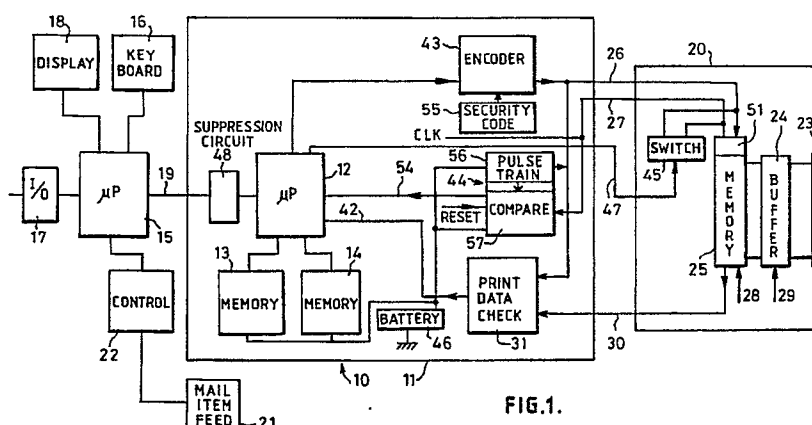 18
16
DISPLAY
KEY
BOARD
43
ENCODER
26
20
27
55
SECURITY
CODE
SUPPRESSION
CIRCUIT
48
12
CLK
56
PULSE
TRAIN
44
51
24
23
SWITCH
45
I/O
17
μP
15
19
μP
54
42
RESET
COMPARE
57
47
MEMORY
BUFFER
25
28
29
CONTROL
22
13
14
MEMORY
MEMORY
BATTERY
46
PRINT
DATA
CHECK
31
30
10
11
MAIL
ITEM
FEED
21
FIG.1.